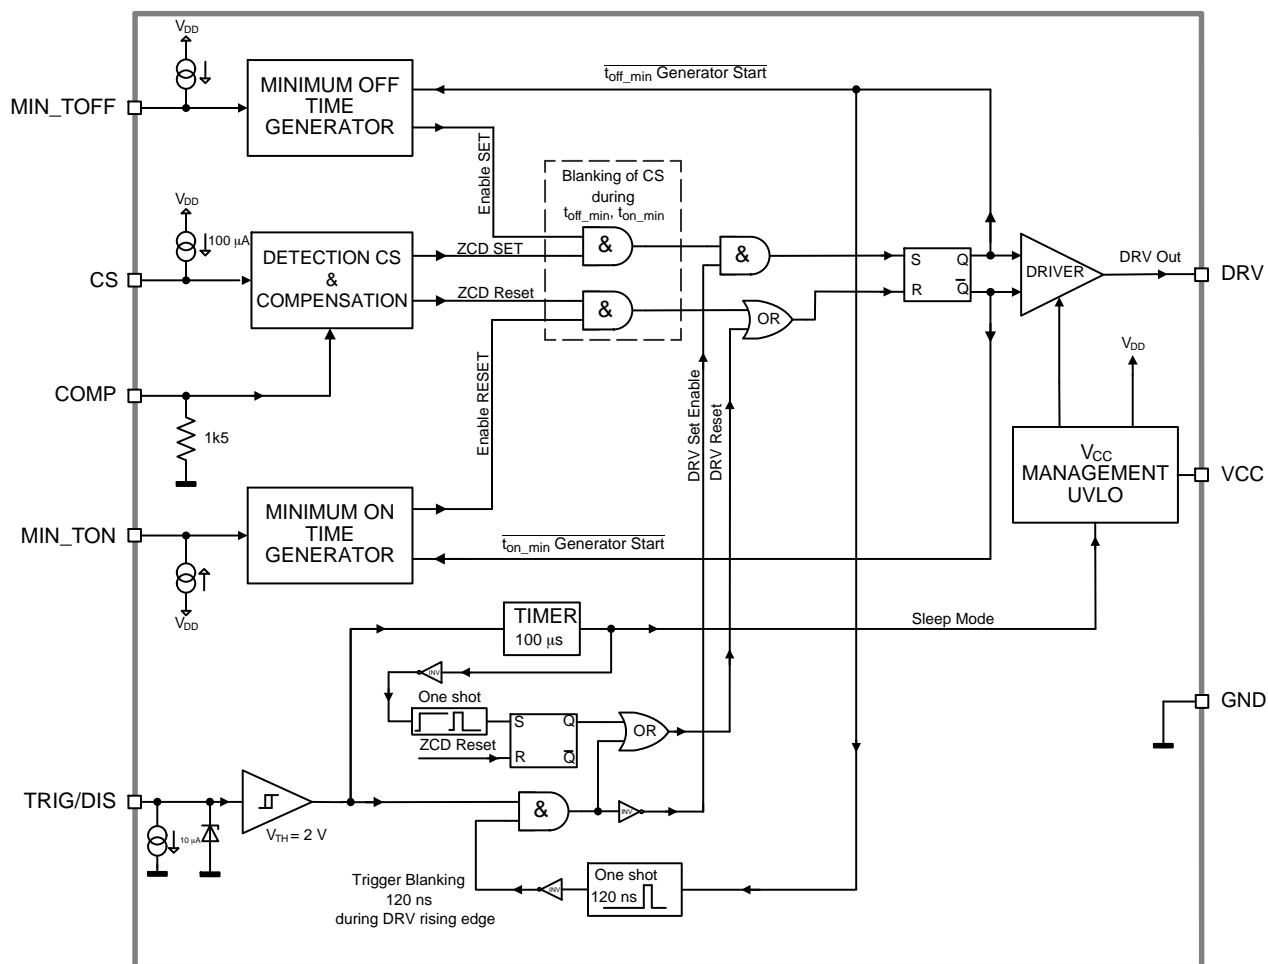 VDD
MIN_TOFF
MINIMUM OFF
TIME
GENERATOR
toff_min Generator Start
Enable SET
Blanking of CS
during
toff_min, ton_min
VDD
100 μA
CS
DETECTION CS
&
COMPENSATION
ZCD SET
ZCD Reset
&
&
&
OR
S
Q
R
Q
DRIVER
DRV Out
DRV
VDD
COMP
1k5
Enable RESET
DRV Set Enable
DRV Reset
VCC
MANAGEMENT
UVLO
VCC
MIN_TON
MINIMUM ON
TIME
GENERATOR
ton_min Generator Start
VDD
TIMER
100 μs
Sleep Mode
INV
One shot
ZCD Reset
S
Q
R
Q
OR
GND
TRIG/DIS
10 μA
VTH = 2 V
&
INV
Trigger Blanking
120 ns
during DRV rising edge
INV
One shot
120 ns